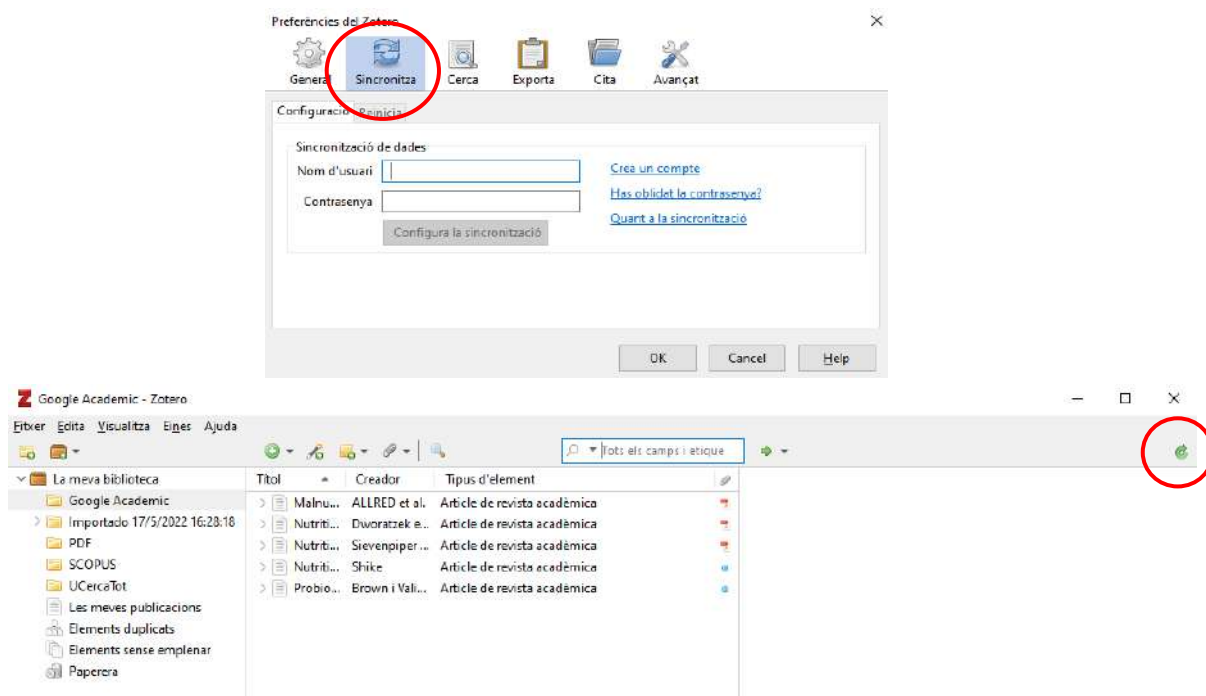 Preferències del Zotero
General Sincronitza Cerca Exporta Cita Avançat
Configuració Reinicia
Sincronització de dades
Nom d'usuari
Crea un compte
Has oblidat la contrasenya?
Contrasenya
Quant a la sincronització
Configura la sincronització
OK Cancel Help
Google Academic - Zotero
Fitxer Edita Visualitza Eines Ajuda
Tots els camps i etique
La meva biblioteca
Títol Creador Tipus d'element
Google Academic
Malnu... ALLRED et al. Article de revista acadèmica
Importado 17/5/2022 16:28:18
Nutriti... Dworatzek e... Article de revista acadèmica
PDF
Nutriti... Sievenpiper ... Article de revista acadèmica
SCOPUS
Nutriti... Shike Article de revista acadèmica
UCercaTot
Probio... Brown i Vali... Article de revista acadèmica
Les meves publicacions
Elements duplicats
Elements sense emplenar
Paperera